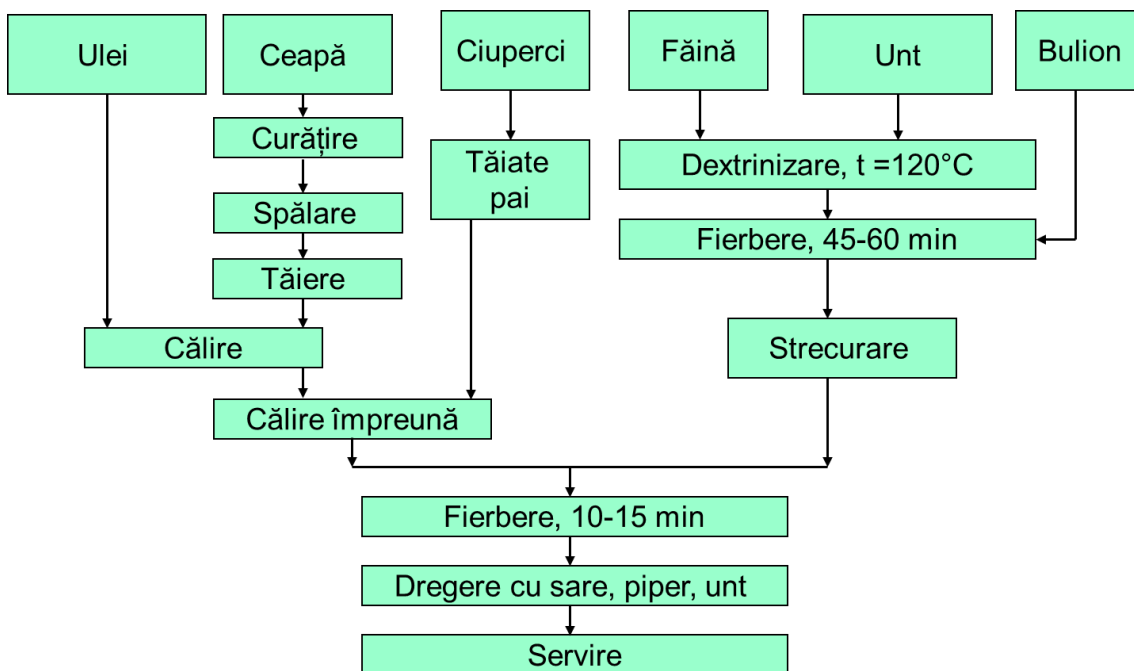 Ulei
Ceapă
Ciuperci
Făină
Unt
Bulion
Curățire
Tăiate
pai
Dextrinizare, t =120°C
Spălare
Fierbere, 45-60 min
Tăiere
Călire
Strecurare
Călire împreună
Fierbere, 10-15 min
Dregere cu sare, piper, unt
Servire